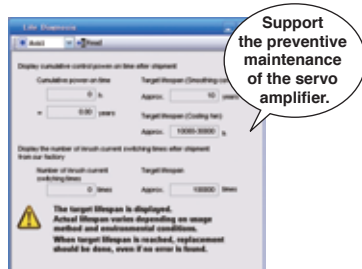 Life Diagnosis
Support
the preventive
maintenance
of the servo
amplifier.
Axis1 Read
Display cumulative control power on time after shipment
Cumulative power on time Target lifespan (Smoothing
0 h Approx. 10 years
= 0.00 years Target lifespan (Cooling fan)
Approx. 10000-30000 h
Display the number of inrush current switching times after shipment
from our factory
Number of inrush current Target lifespan
switching times
0 times Approx. 100000 times
The target lifespan is displayed.
Actual lifespan varies depending on usage
method and environmental conditions.
When target lifespan is reached, replacement
should be done, even if no error is found.